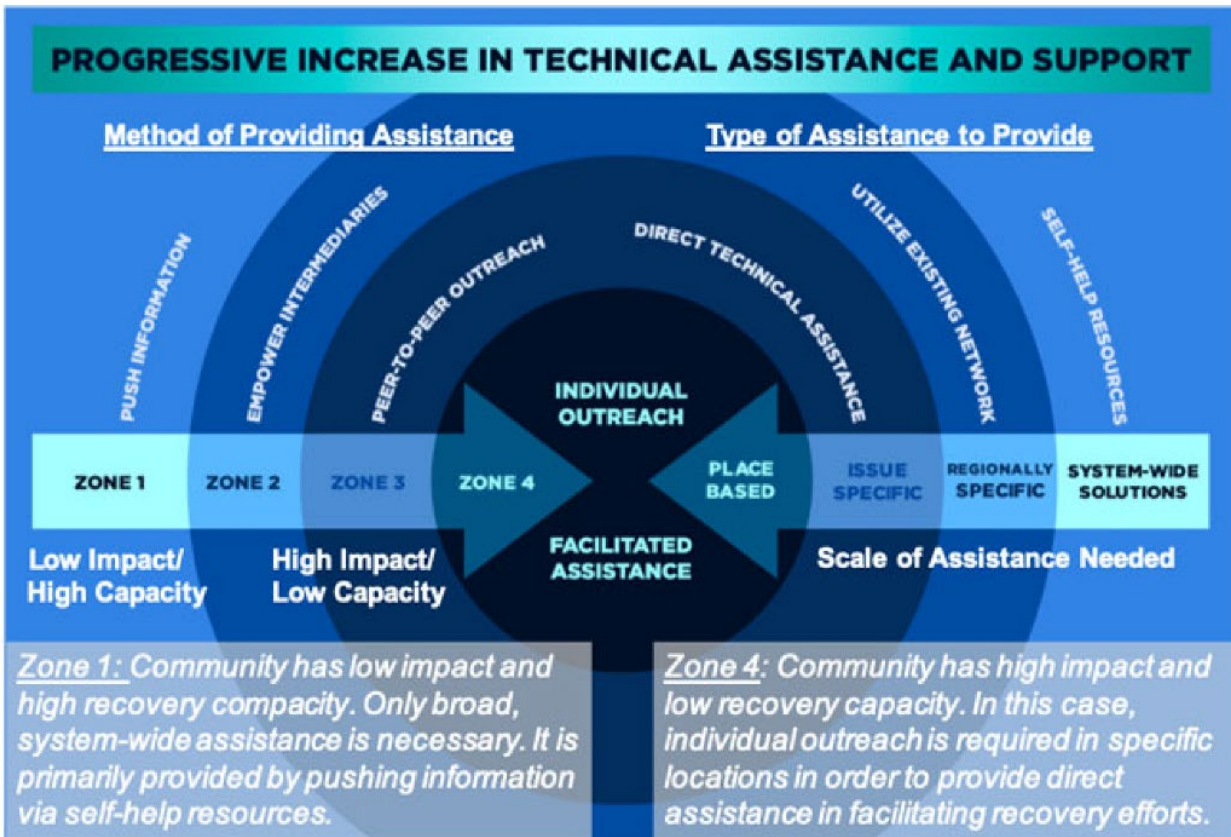 PROGRESSIVE INCREASE IN TECHNICAL ASSISTANCE AND SUPPORT
Method of Providing Assistance
Type of Assistance to Provide
PUSH INFORMATION
EMPOWER INTERMEDIARIES
PEER-TO-PEER OUTREACH
DIRECT TECHNICAL ASSISTANCE
UTILIZE EXISTING NETWORK
SELF-HELP RESOURCES
INDIVIDUAL
OUTREACH
ZONE 1
ZONE 2
ZONE 3
ZONE 4
PLACE
BASED
ISSUE
SPECIFIC
REGIONALLY
SPECIFIC
SYSTEM-WIDE
SOLUTIONS
FACILITATED
ASSISTANCE
Low Impact/
High Capacity
High Impact/
Low Capacity
Scale of Assistance Needed
Zone 1: Community has low impact and
high recovery compacity. Only broad,
system-wide assistance is necessary. It is
primarily provided by pushing information
via self-help resources.
Zone 4: Community has high impact and
low recovery capacity. In this case,
individual outreach is required in specific
locations in order to provide direct
assistance in facilitating recovery efforts.